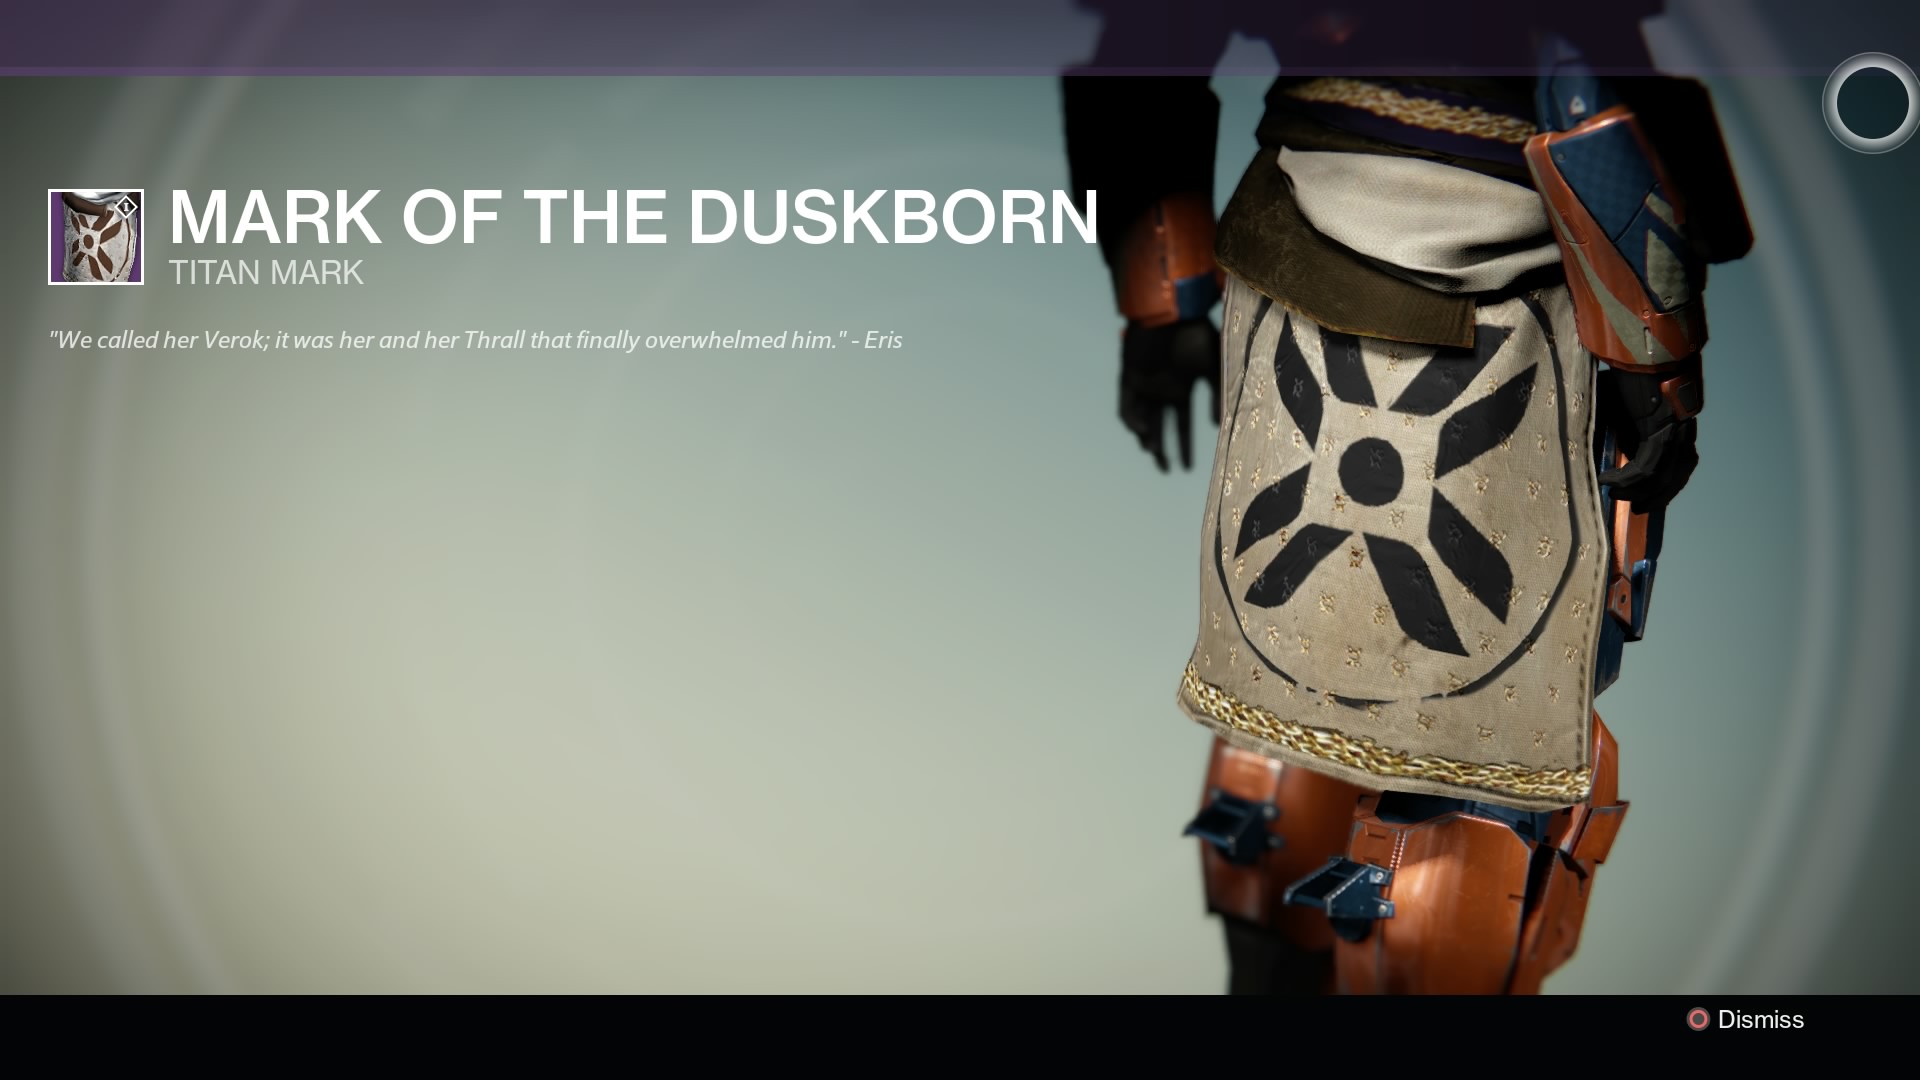 MARK OF THE DUSKBORN
TITAN MARK
"We called her Verok; it was her and her Thrall that finally overwhelmed him." - Eris
Dismiss